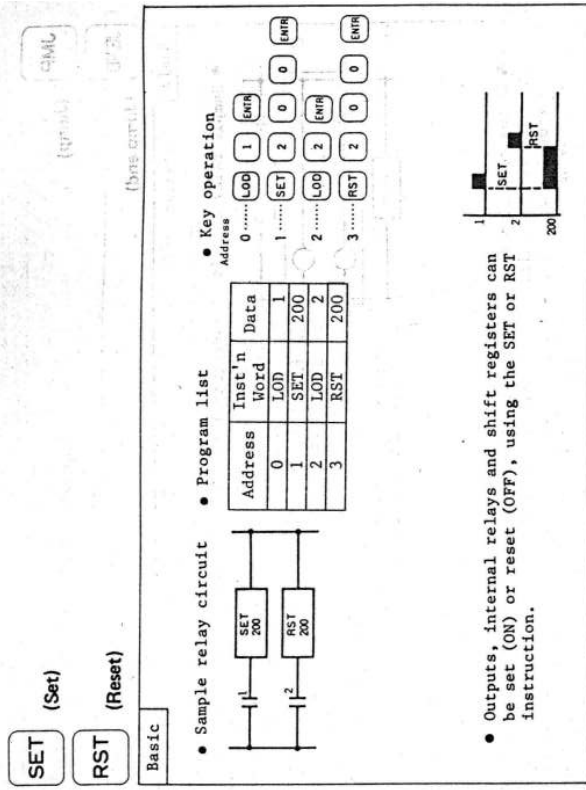 SET
(Set)
RST
(Reset)
Basic
• Sample relay circuit
1
SET
200
2
RST
200
• Program list
Address Inst'n Word Data
0 LOD 1
1 SET 200
2 LOD 2
3 RST 200
• Key operation
Address
0 ...... LOD 1 ENTR
1 ...... SET 2 0 0 ENTR
2 ...... LOD 2 ENTR
3 ...... RST 2 0 0 ENTR
• Outputs, internal relays and shift registers can
be set (ON) or reset (OFF), using the SET or RST
instruction.
1
SET
2
RST
200